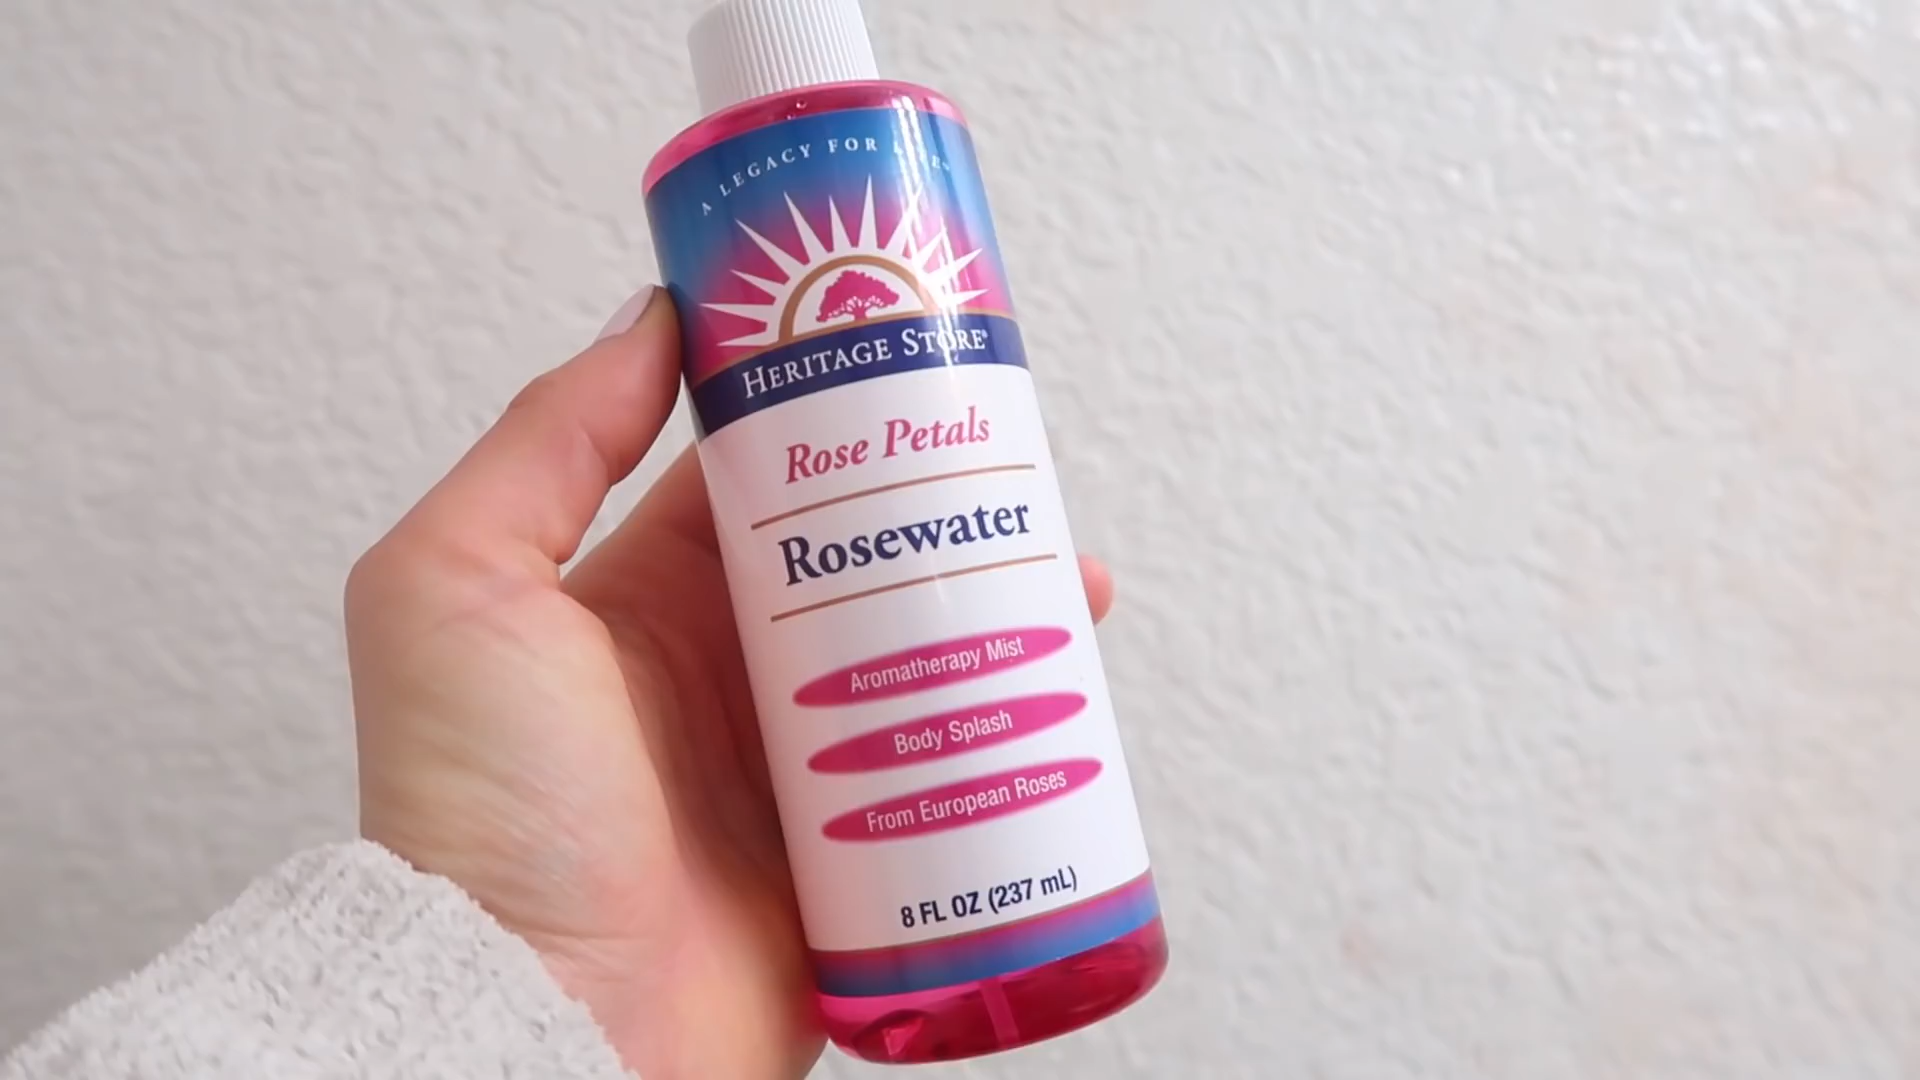 A LEGACY FOR
HERITAGE STORE®
Rose Petals
Rosewater
Aromatherapy Mist
Body Splash
From European Roses
8 FL OZ (237 mL)